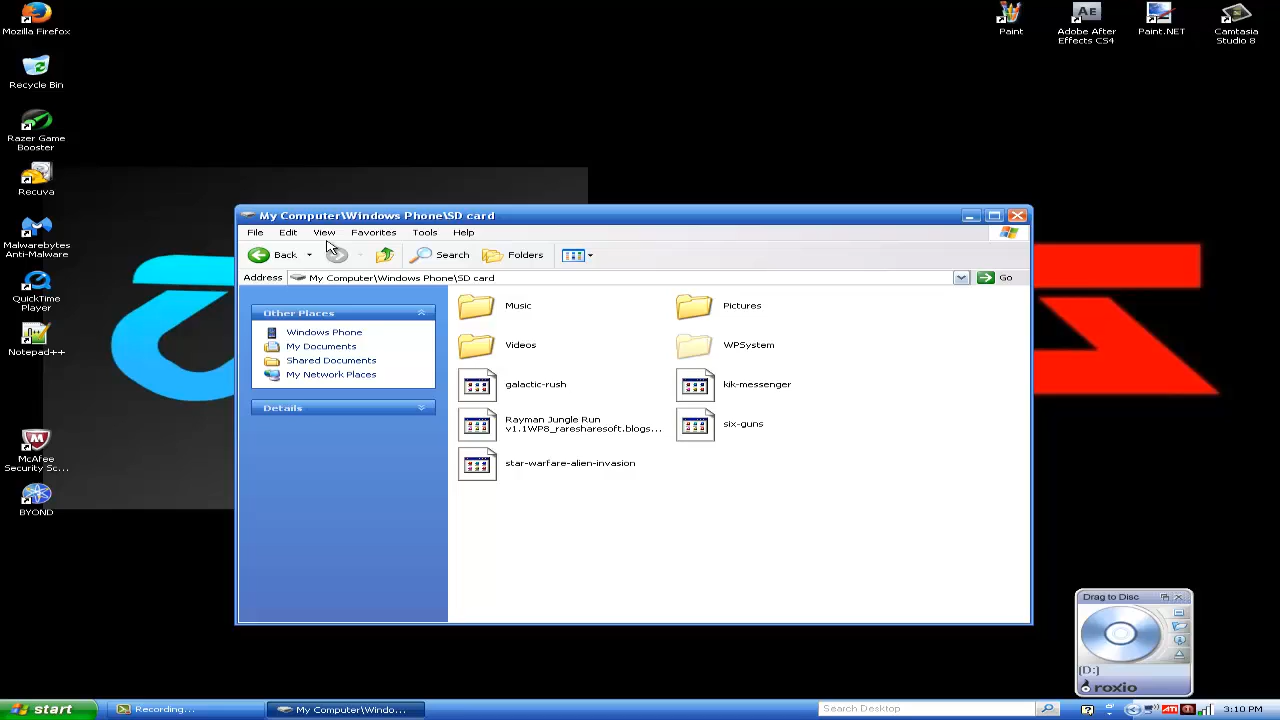 Mozilla Firefox
Recycle Bin
Razer Game
Booster
Recuva
Malwarebytes
Anti-Malware
QuickTime
Player
Notepad++
McAfee
Security Sc...
BYOND
Paint
Ae
Adobe After
Effects CS4
Paint.NET
Camtasia
Studio 8
My Computer\Windows Phone\SD card
File Edit View Favorites Tools Help
Back Search Folders
Address My Computer\Windows Phone\SD card Go
Other Places
Windows Phone
My Documents
Shared Documents
My Network Places
Details
Music
Pictures
Videos
WPSystem
galactic-rush
kik-messenger
Rayman Jungle Run
v1.1WP8_raresharesoft.blogs...
six-guns
star-warfare-alien-invasion
Drag to Disc
[D:]
roxio
start
Recording...
My Computer\Windo...
Search Desktop
ATI
3:10 PM